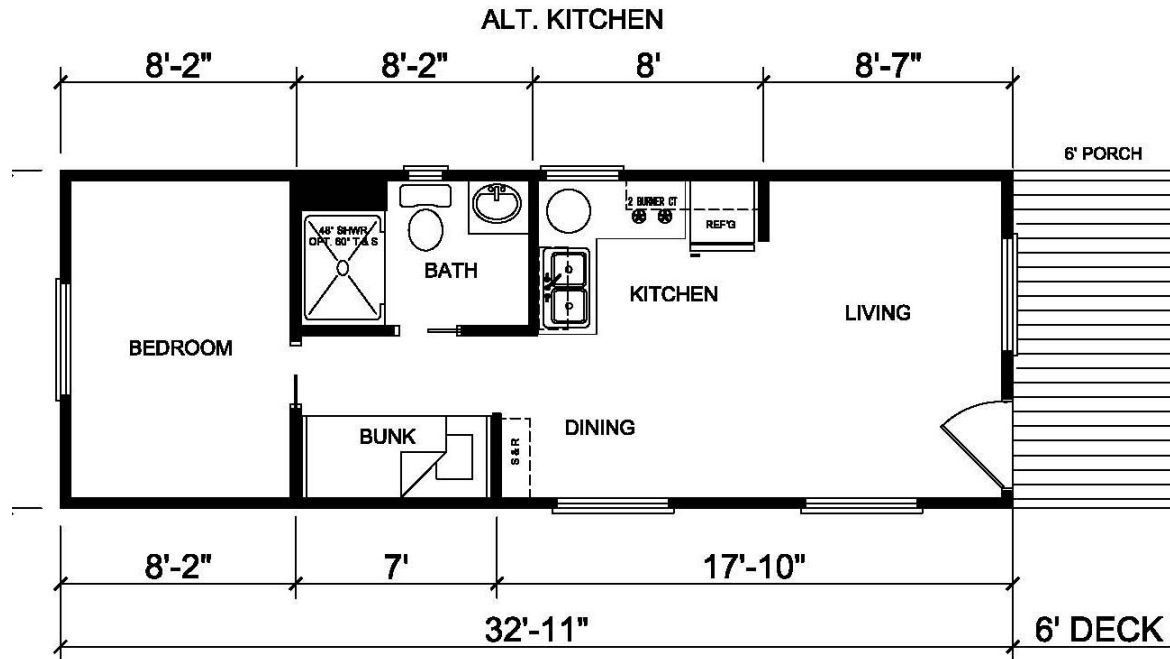 ALT. KITCHEN
8'-2" 8'-2" 8' 8'-7"
6' PORCH
48" SHWR
OPT. 60" T & S
2 BURNER CT
REF'G
BATH
KITCHEN
LIVING
BEDROOM
BUNK
S & R
DINING
8'-2" 7' 17'-10"
32'-11" 6' DECK